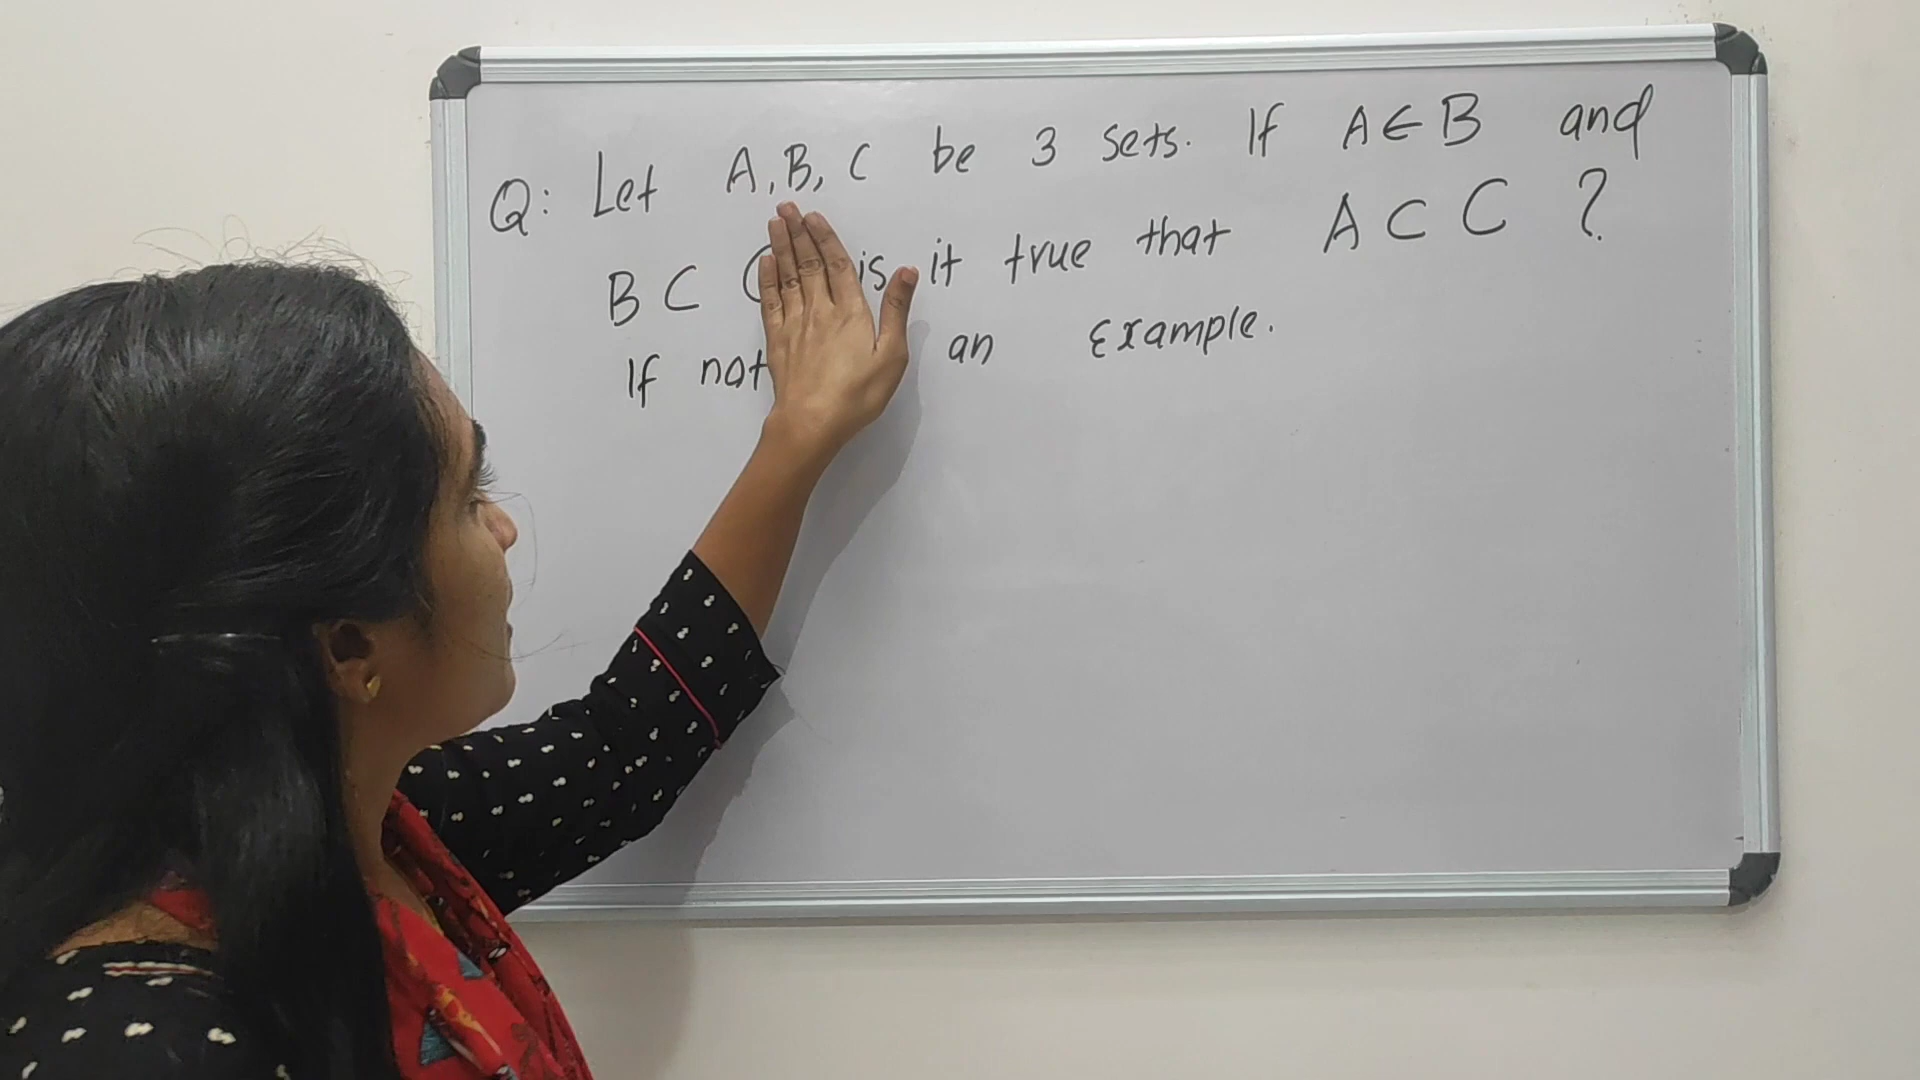 Q: Let A, B, C be 3 sets. If A ∈ B and
B ⊂ C is it true that A ⊂ C ?
If not an Example.